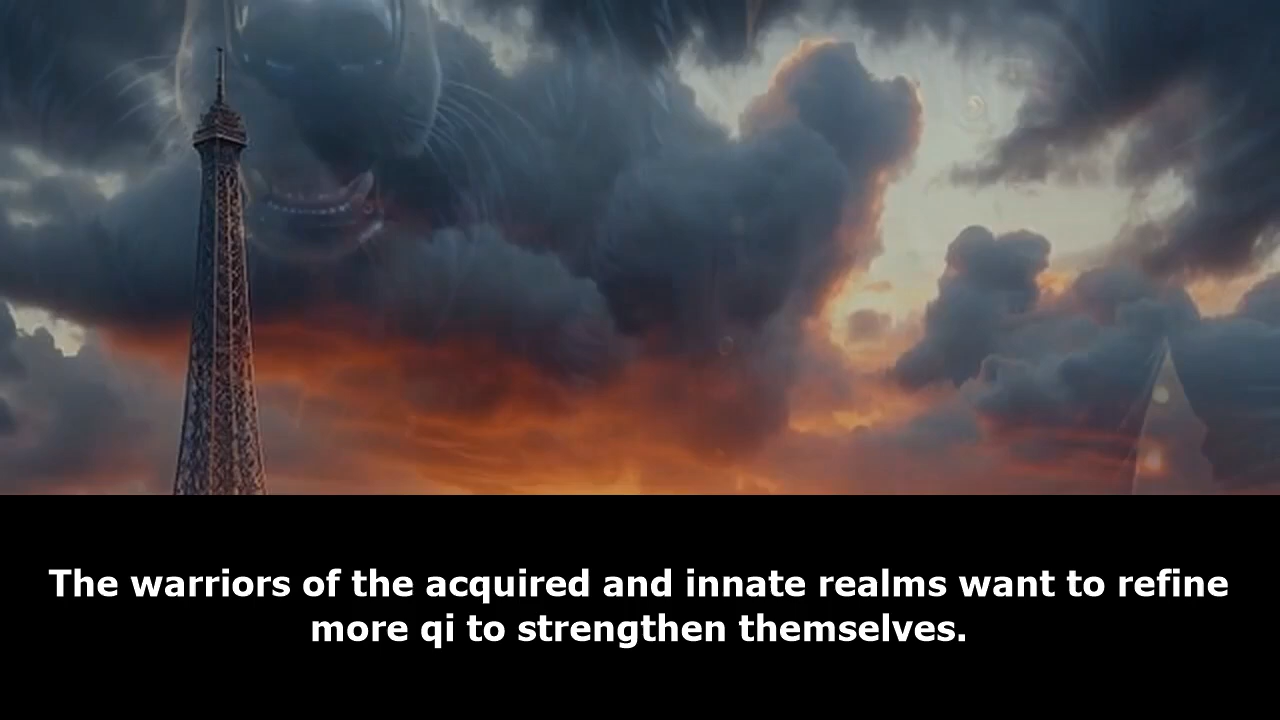 The warriors of the acquired and innate realms want to refine
more qi to strengthen themselves.